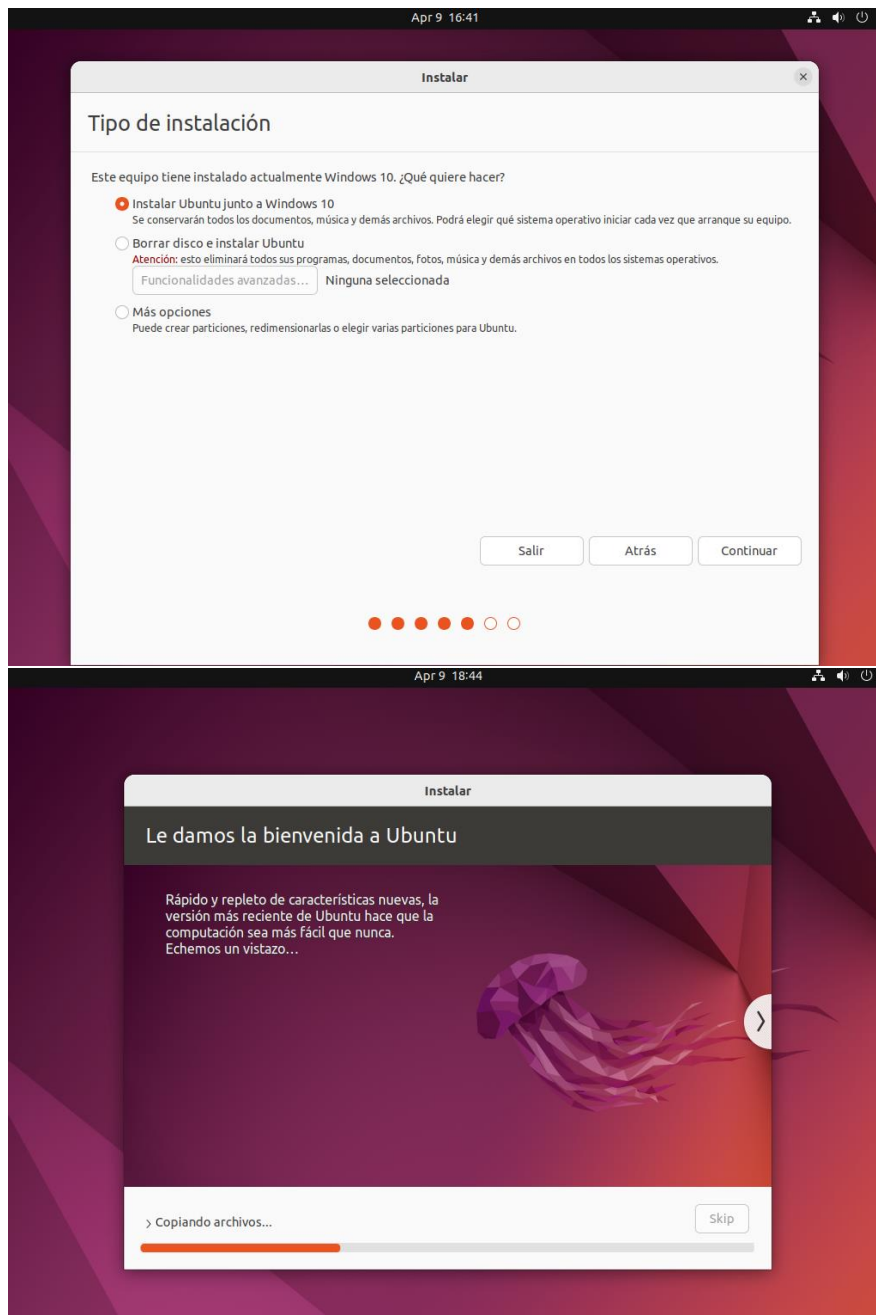 Apr 9 16:41
Instalar
Tipo de instalación
Este equipo tiene instalado actualmente Windows 10. ¿Qué quiere hacer?
Instalar Ubuntu junto a Windows 10
Se conservarán todos los documentos, música y demás archivos. Podrá elegir qué sistema operativo iniciar cada vez que arranque su equipo.
Borrar disco e instalar Ubuntu
Atención: esto eliminará todos sus programas, documentos, fotos, música y demás archivos en todos los sistemas operativos.
Funcionalidades avanzadas... Ninguna seleccionada
Más opciones
Puede crear particiones, redimensionarlas o elegir varias particiones para Ubuntu.
Salir Atrás Continuar
Apr 9 18:44
Instalar
Le damos la bienvenida a Ubuntu
Rápido y repleto de características nuevas, la
versión más reciente de Ubuntu hace que la
computación sea más fácil que nunca.
Echemos un vistazo...
Copiando archivos... Skip